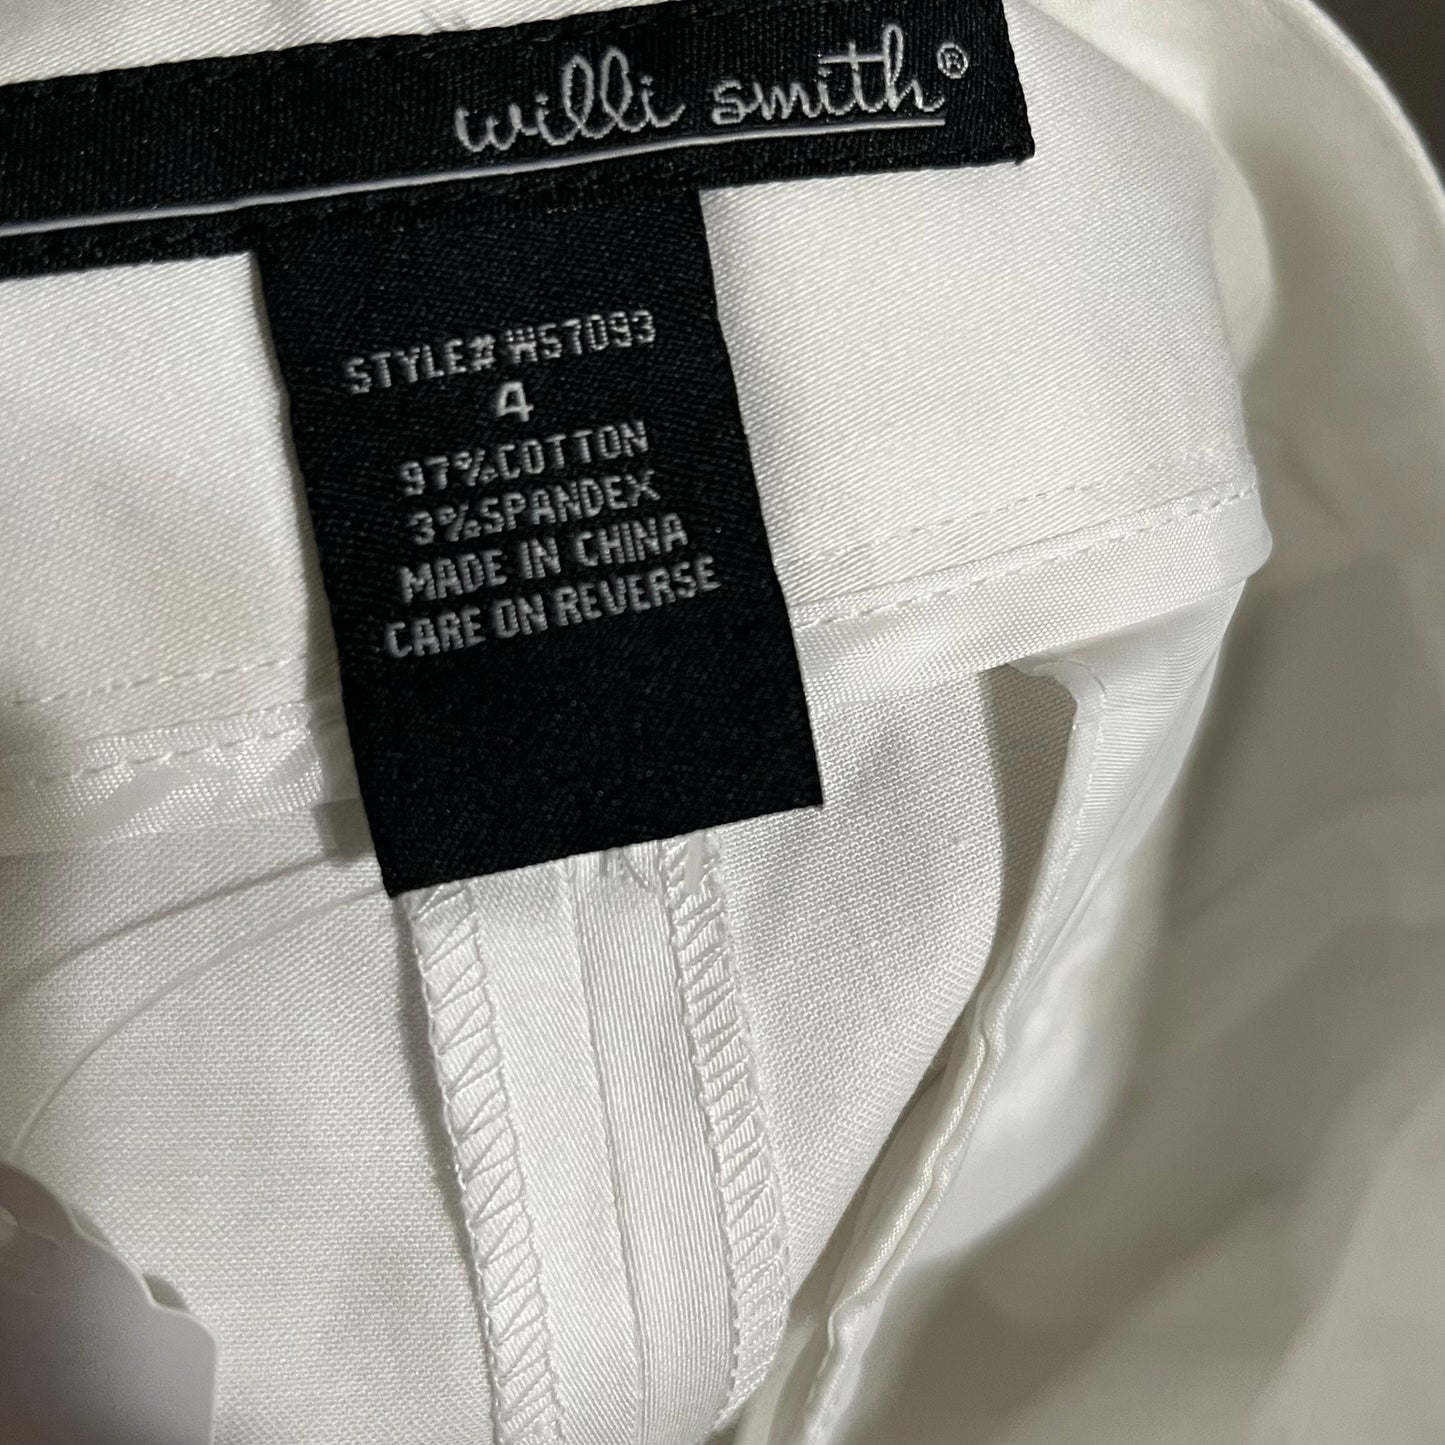 willi smith®
STYLE# W57093
4
97%COTTON
3%SPANDEX
MADE IN CHINA
CARE ON REVERSE